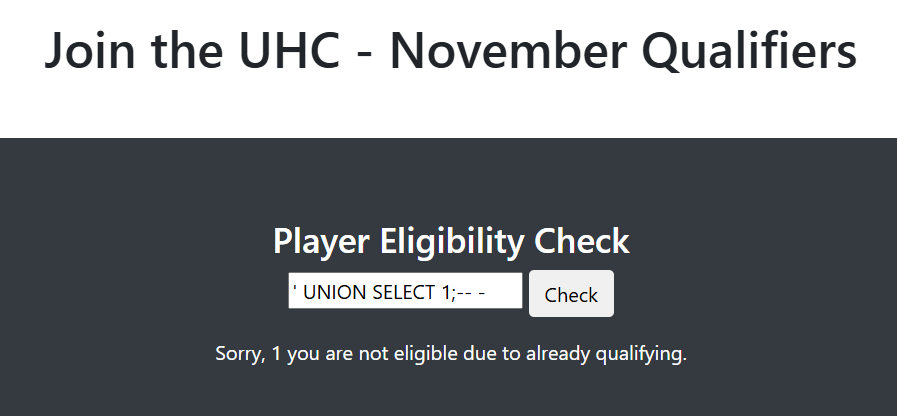 Join the UHC - November Qualifiers
Player Eligibility Check
' UNION SELECT 1;-- - Check
Sorry, 1 you are not eligible due to already qualifying.